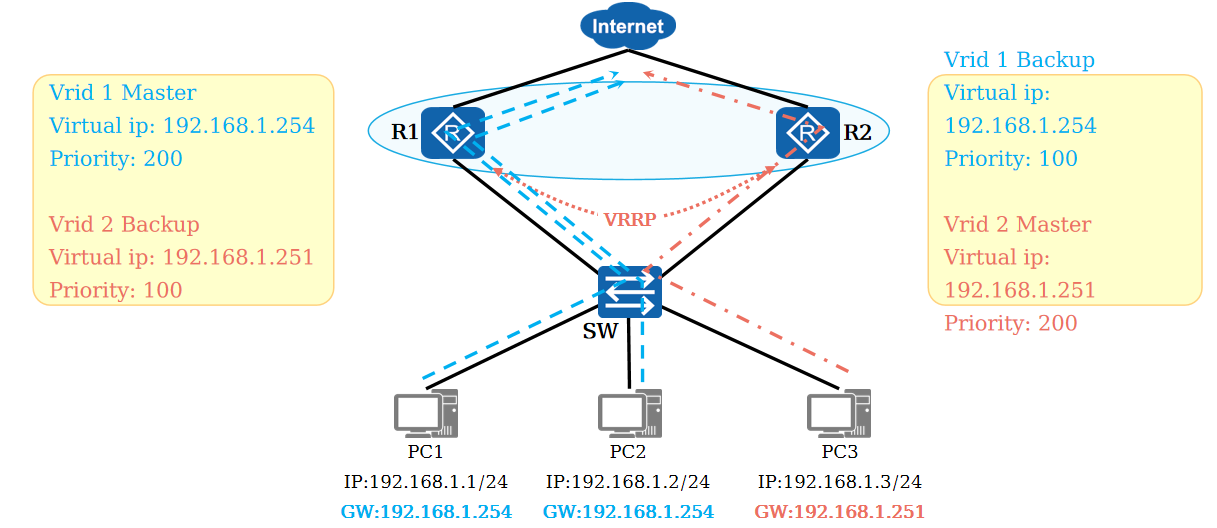 Internet
Vrid 1 Master
Virtual ip: 192.168.1.254
Priority: 200
Vrid 2 Backup
Virtual ip: 192.168.1.251
Priority: 100
R1
R
R
R2
Vrid 1 Backup
Virtual ip:
192.168.1.254
Priority: 100
Vrid 2 Master
Virtual ip:
192.168.1.251
Priority: 200
VRRP
SW
PC1
IP:192.168.1.1/24
GW:192.168.1.254
PC2
IP:192.168.1.2/24
GW:192.168.1.254
PC3
IP:192.168.1.3/24
GW:192.168.1.251